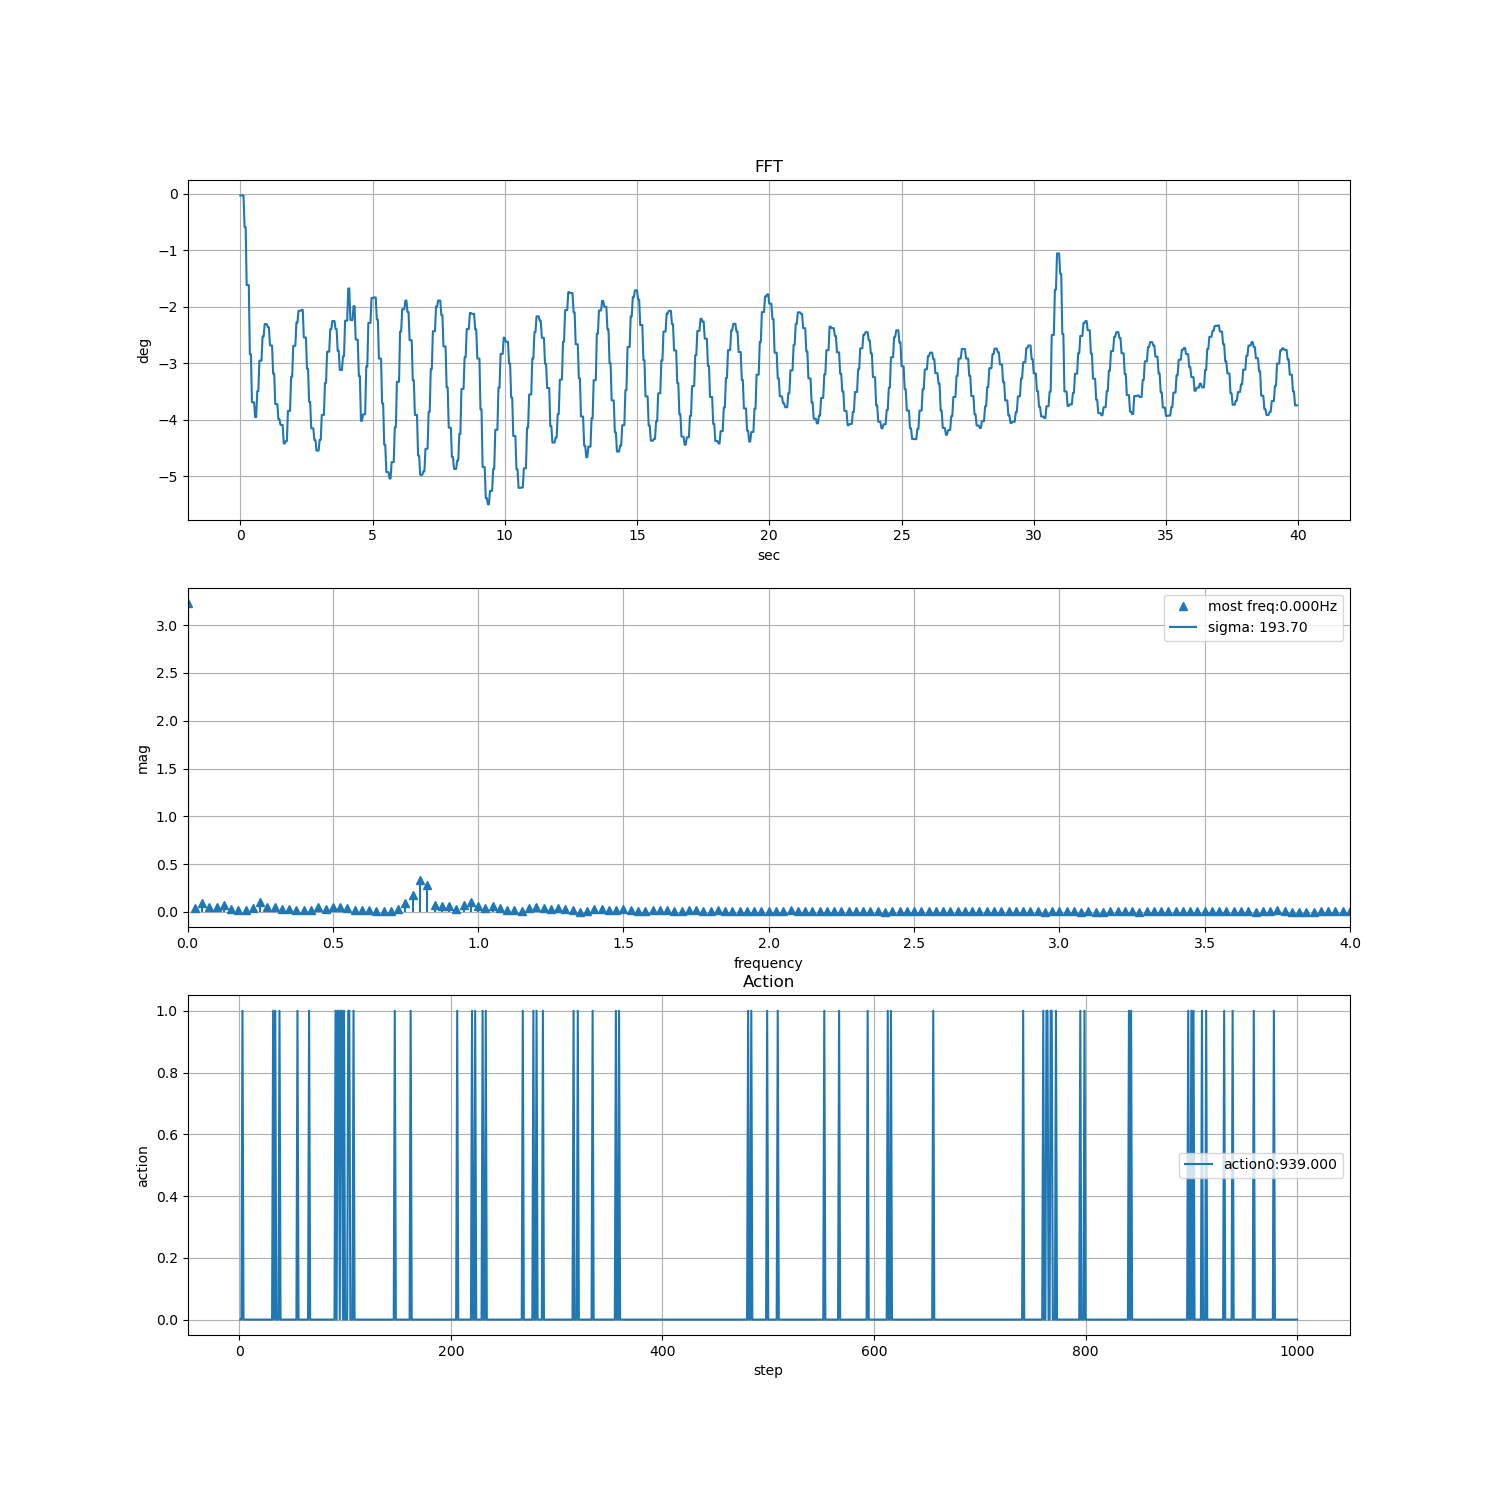 FFT
0
−1
−2
−3
−4
−5
deg
0 5 10 15 20 25 30 35 40
sec
most freq:0.000Hz
sigma: 193.70
3.0
2.5
2.0
1.5
1.0
0.5
0.0
mag
0.0 0.5 1.0 1.5 2.0 2.5 3.0 3.5 4.0
frequency
Action
1.0
0.8
0.6
0.4
0.2
0.0
action
action0:939.000
0 200 400 600 800 1000
step